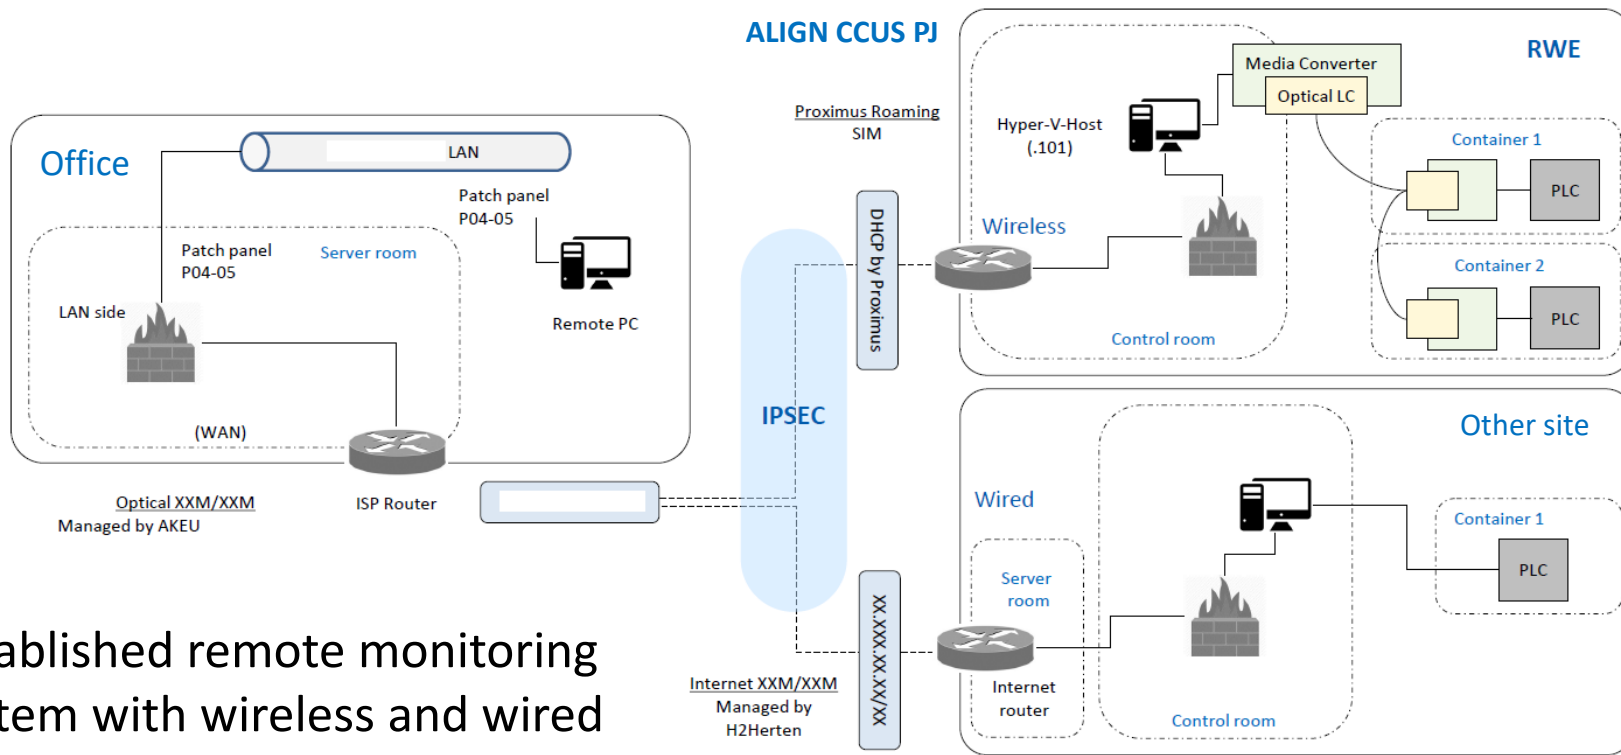 ALIGN CCUS PJ
Office
LAN
Patch panel
P04-05
Patch panel
P04-05
Server room
LAN side
Remote PC
(WAN)
Optical XXM/XXM
Managed by AKEU
ISP Router
IPSEC
Proximus Roaming
SIM
DHCP by Proximus
RWE
Media Converter
Optical LC
Hyper-V-Host
(.101)
Wireless
Control room
Container 1
PLC
Container 2
PLC
Other site
Wired
Server
room
Internet
router
XX.XXX.XX.XX.XX/XX
Internet XXM/XXM
Managed by
H2Herten
Control room
Container 1
PLC
remote monitoring
with wireless and wired